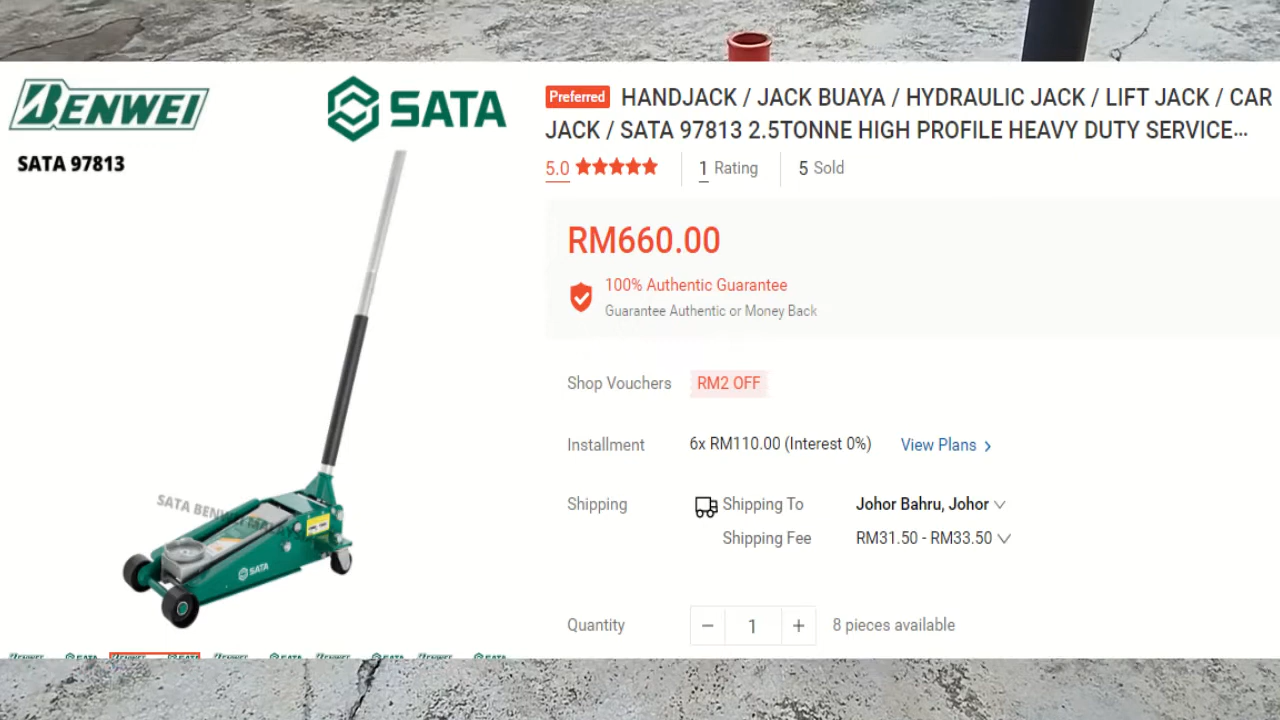 BENWEI
SATA
SATA 97813
SATA BENWEI
SATA
Preferred HANDJACK / JACK BUAYA / HYDRAULIC JACK / LIFT JACK / CAR
JACK / SATA 97813 2.5TONNE HIGH PROFILE HEAVY DUTY SERVICE...
5.0 1 Rating 5 Sold
RM660.00
100% Authentic Guarantee
Guarantee Authentic or Money Back
Shop Vouchers RM2 OFF
Installment 6x RM110.00 (Interest 0%) View Plans
Shipping Shipping To Johor Bahru, Johor
Shipping Fee RM31.50 - RM33.50
Quantity − 1 + 8 pieces available